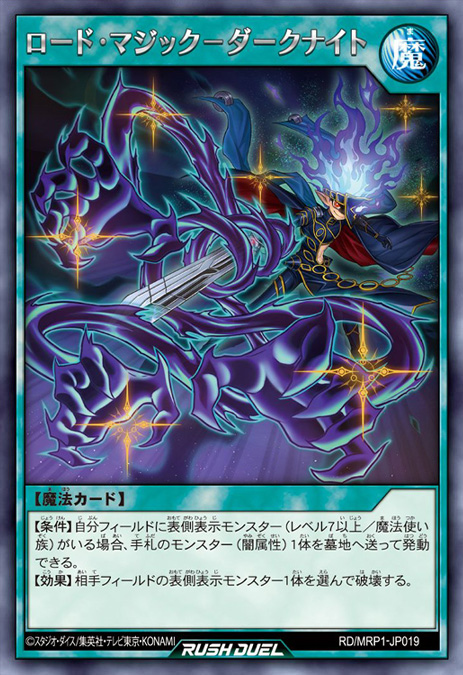 ロード・マジック－ダークナイト
魔
【魔法カード】
【条件】自分フィールドに表側表示モンスター(レベル7以上／魔法使い
族)がいる場合、手札のモンスター(闇属性)1体を墓地へ送って発動
できる。
【効果】相手フィールドの表側表示モンスター1体を選んで破壊する。
©スタジオ・ダイス/集英社・テレビ東京・KONAMI
RUSH DUEL
RD/MRP1-JP019